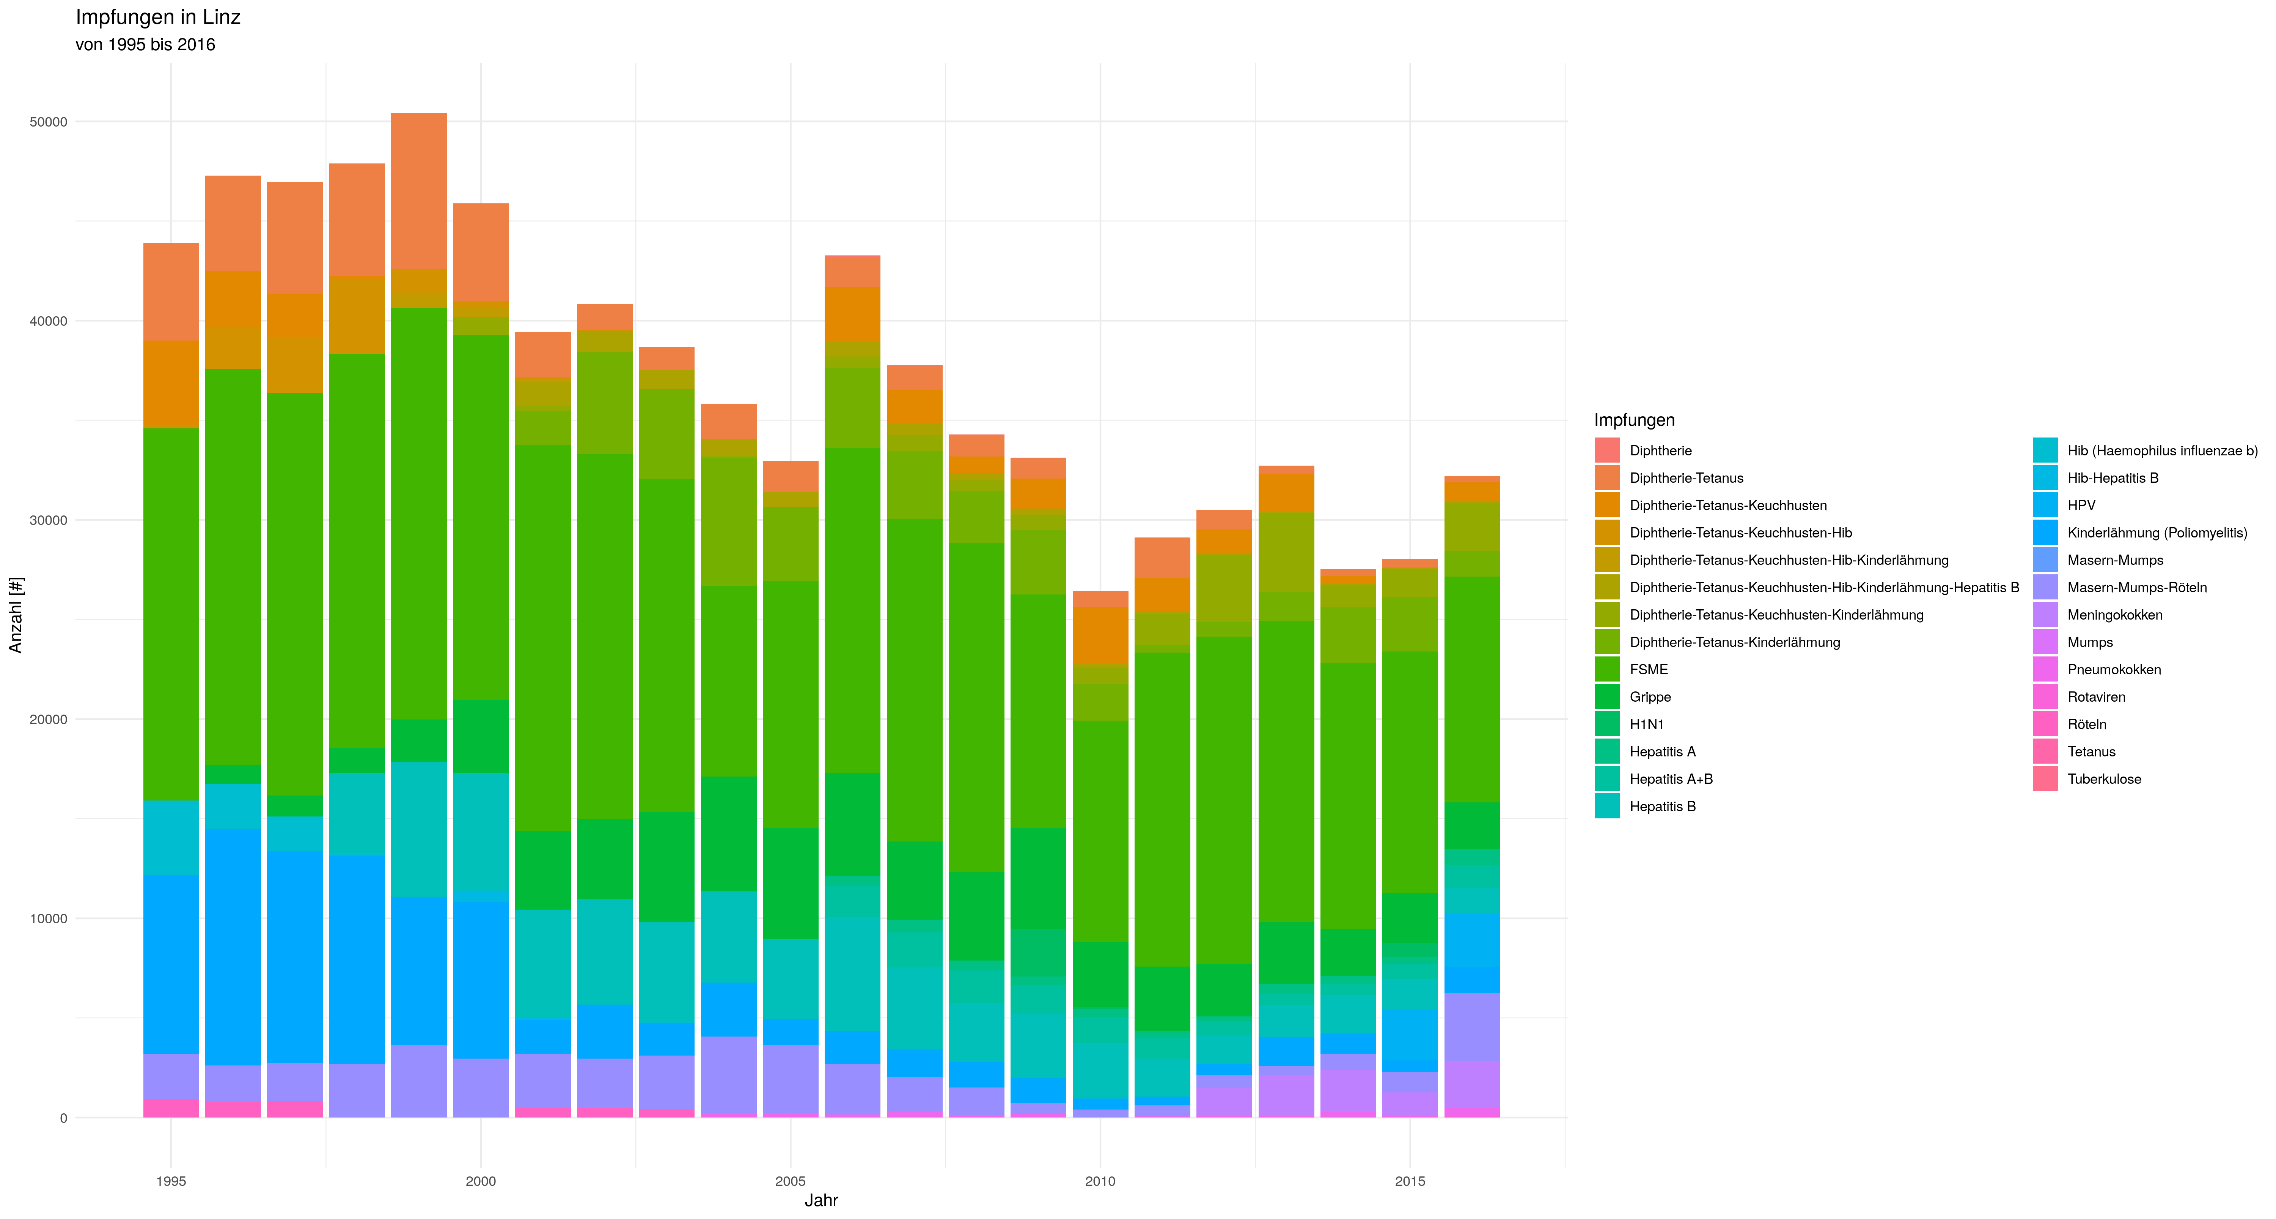 Impfungen in Linz
von 1995 bis 2016
50000
40000
30000
20000
10000
0
Anzahl [#]
1995
2000
2005
2010
2015
Jahr
Impfungen
Diphtherie
Diphtherie-Tetanus
Diphtherie-Tetanus-Keuchhusten
Diphtherie-Tetanus-Keuchhusten-Hib
Diphtherie-Tetanus-Keuchhusten-Hib-Kinderlähmung
Diphtherie-Tetanus-Keuchhusten-Hib-Kinderlähmung-Hepatitis B
Diphtherie-Tetanus-Keuchhusten-Kinderlähmung
Diphtherie-Tetanus-Kinderlähmung
FSME
Grippe
H1N1
Hepatitis A
Hepatitis A+B
Hepatitis B
Hib (Haemophilus influenzae b)
Hib-Hepatitis B
HPV
Kinderlähmung (Poliomyelitis)
Masern-Mumps
Masern-Mumps-Röteln
Meningokokken
Mumps
Pneumokokken
Rotaviren
Röteln
Tetanus
Tuberkulose